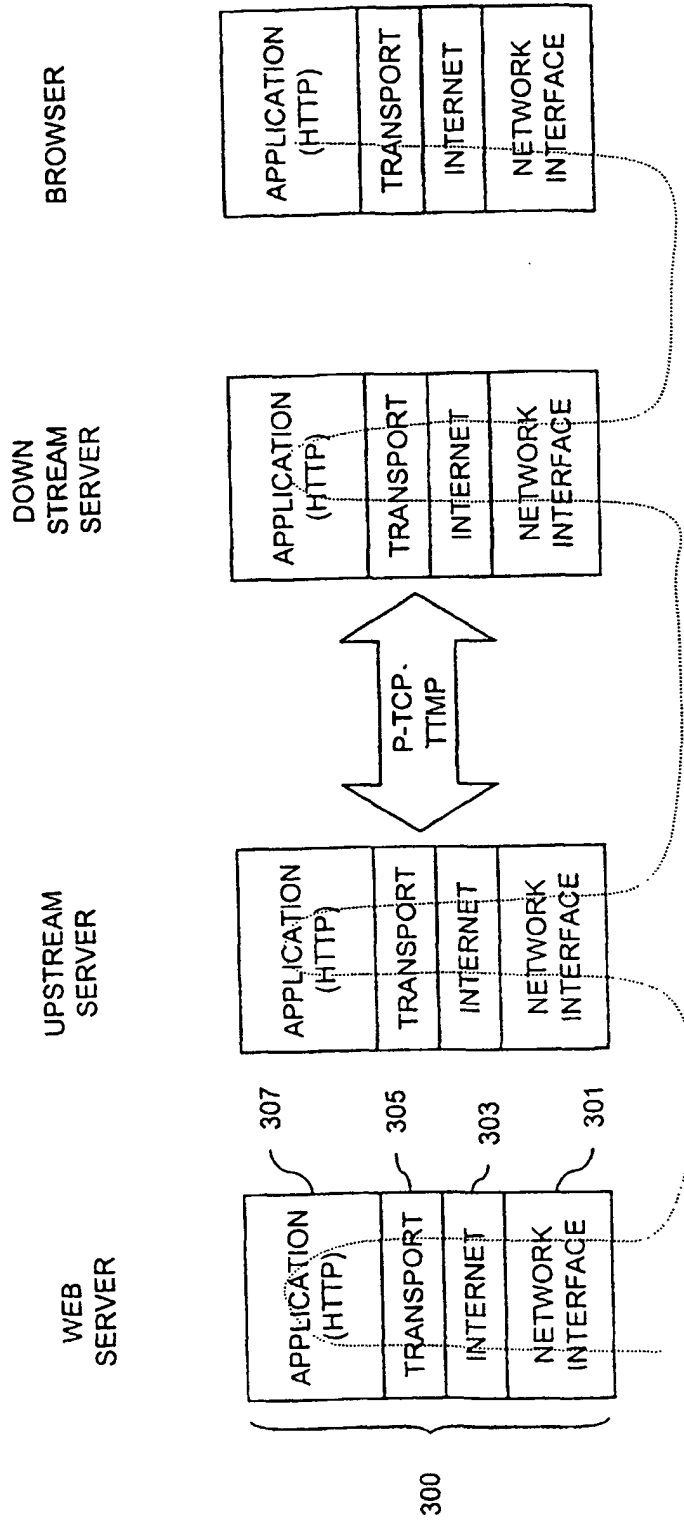 WEB
SERVER
UPSTREAM
SERVER
DOWN
STREAM
SERVER
BROWSER
300
APPLICATION
(HTTP)
TRANSPORT
INTERNET
NETWORK
INTERFACE
307
305
303
301
APPLICATION
(HTTP)
TRANSPORT
INTERNET
NETWORK
INTERFACE
P-TCP-
TTMP
APPLICATION
(HTTP)
TRANSPORT
INTERNET
NETWORK
INTERFACE
APPLICATION
(HTTP)
TRANSPORT
INTERNET
NETWORK
INTERFACE